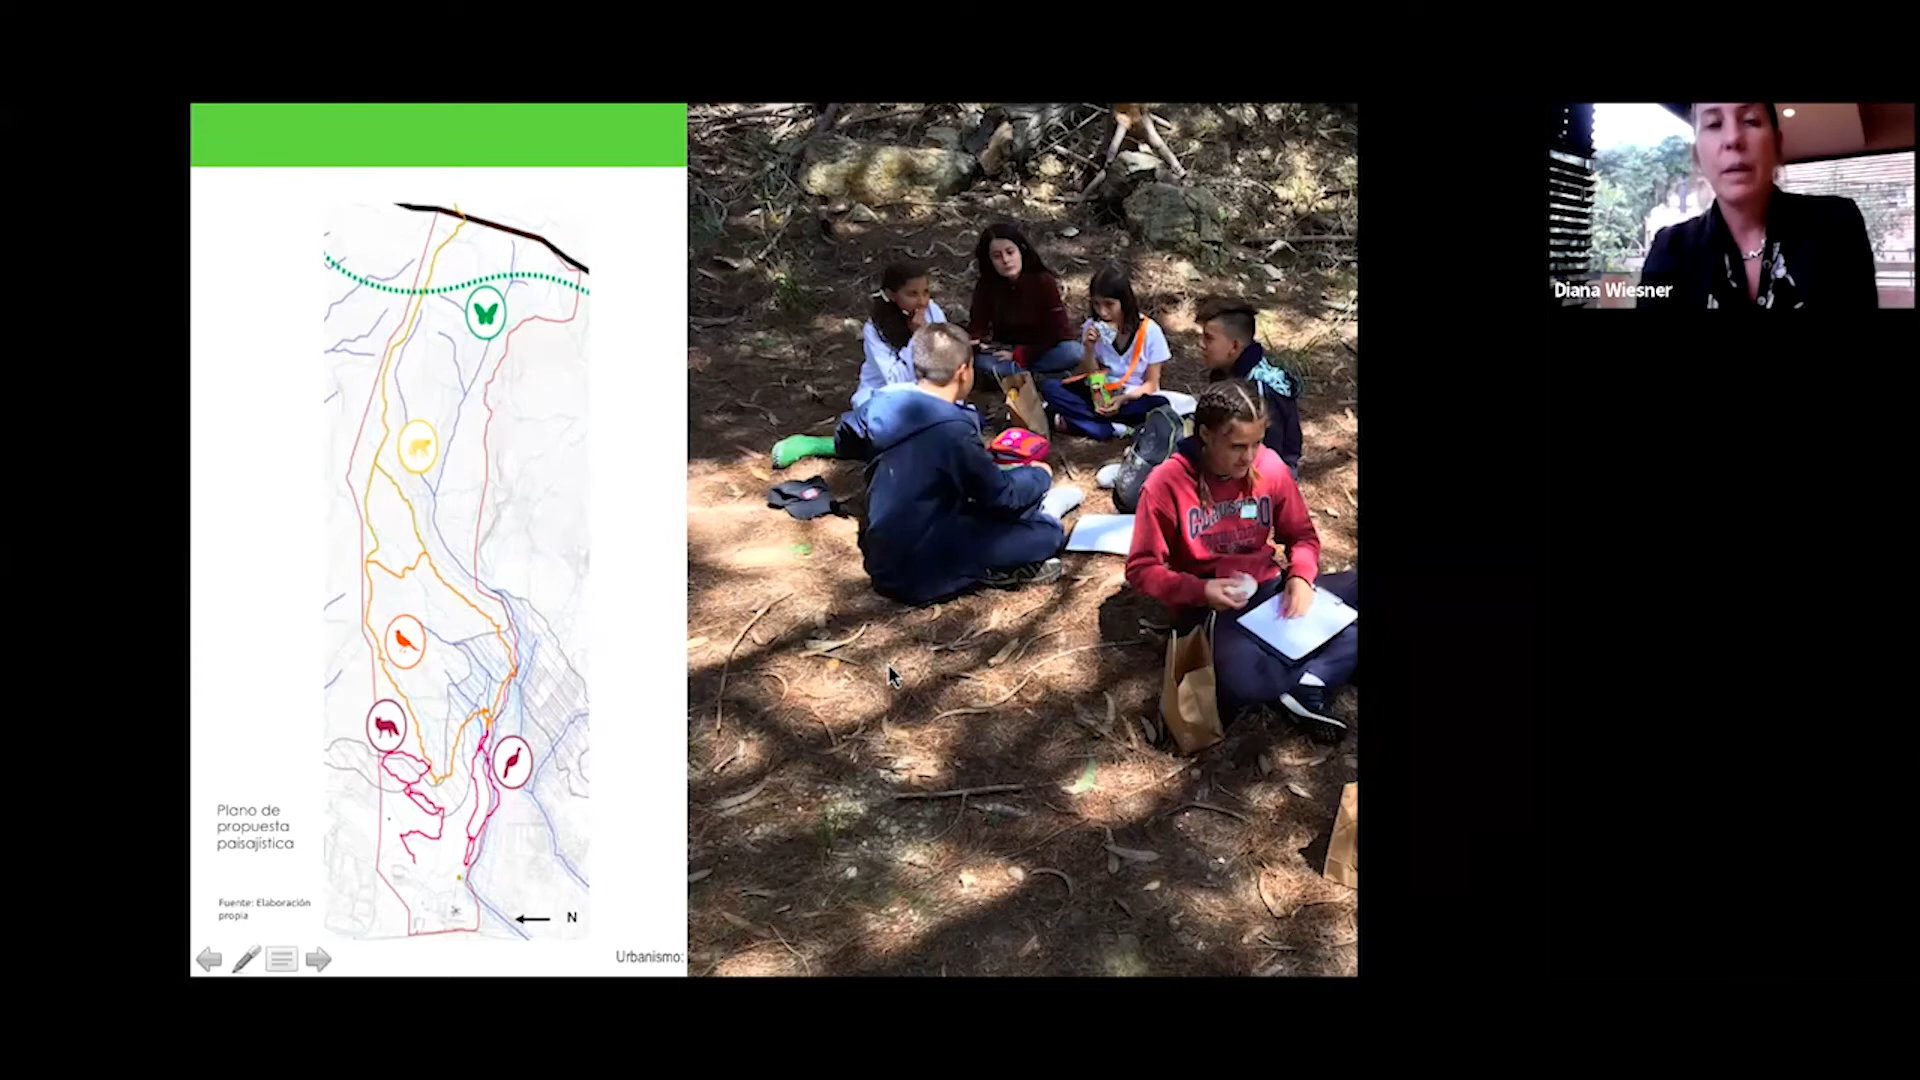 Diana Wiesner
Plano de
propuesta
paisajística
Fuente: Elaboración
propia
N
Urbanismo: